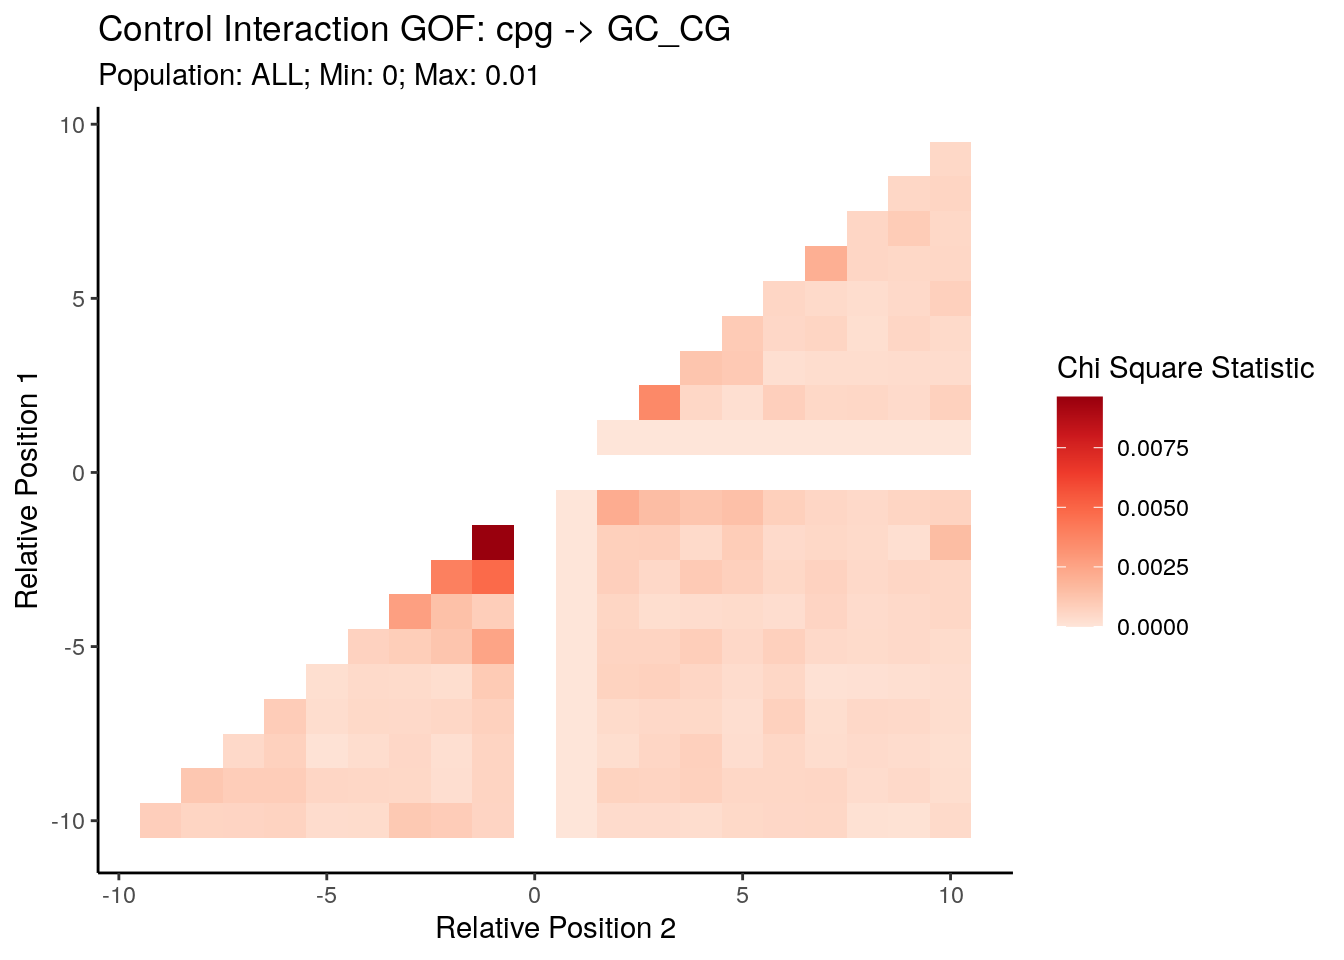 Control Interaction GOF: cpg -> GC_CG
Population: ALL; Min: 0; Max: 0.01
10
5
0
-5
-10
Relative Position 1
-10
-5
0
5
10
Relative Position 2
Chi Square Statistic
0.0075
0.0050
0.0025
0.0000